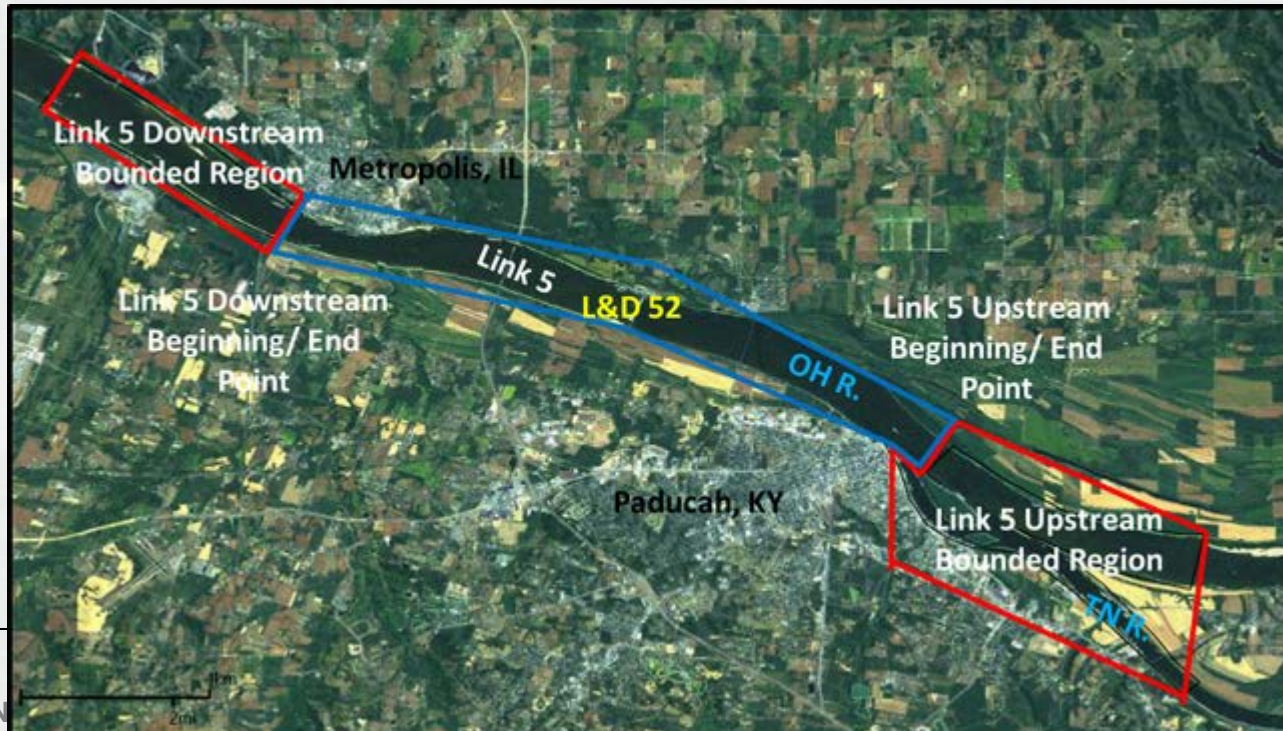 Link 5 Downstream
Bounded Region
Metropolis, IL
Link 5
L&D 52
Link 5 Downstream
Beginning/ End
Point
Link 5 Upstream
Beginning/ End
Point
OH R.
Paducah, KY
Link 5 Upstream
Bounded Region
TN R.
2mi
N